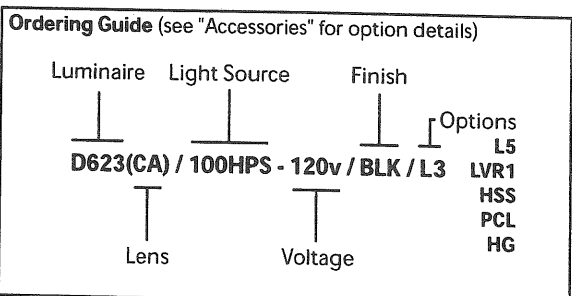 Ordering Guide (see "Accessories" for option details)
Luminaire Light Source Finish
Options
D623(CA) / 100HPS - 120v / BLK / L3
L5
LVR1
HSS
PCL
HG
Lens Voltage